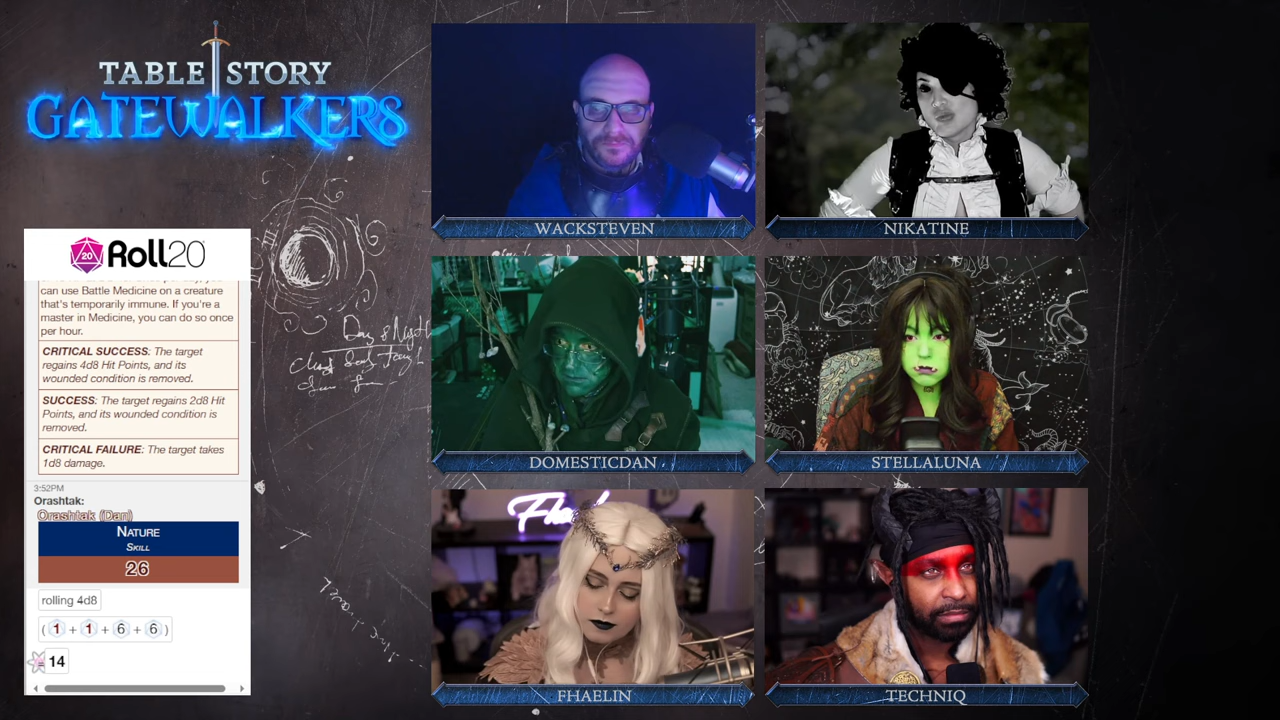 TABLE STORY
GATEWALKERS
Roll20
20
can use Battle Medicine on a creature
that's temporarily immune. If you're a
master in Medicine, you can do so once
per hour.
CRITICAL SUCCESS: The target
regains 4d8 Hit Points, and its
wounded condition is removed.
SUCCESS: The target regains 2d8 Hit
Points, and its wounded condition is
removed.
CRITICAL FAILURE: The target takes
1d8 damage.
3:52PM
Orashtak:
Orashtak (Dan)
NATURE
SKILL
26
rolling 4d8
(1 + 1 + 6 + 6)
= 14
WACKSTEVEN
NIKATINE
DOMESTICDAN
STELLALUNA
FHAELIN
TECHNIQ